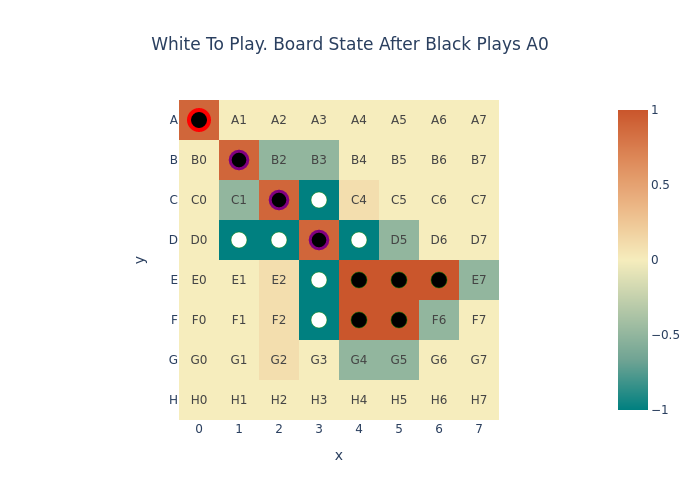 White To Play. Board State After Black Plays A0
A A1 A2 A3 A4 A5 A6 A7
B B0 B2 B3 B4 B5 B6 B7
C C0 C1 C4 C5 C6 C7
D D0 D5 D6 D7
E E0 E1 E2 E7
F F0 F1 F2 F6 F7
G G0 G1 G2 G3 G4 G5 G6 G7
H H0 H1 H2 H3 H4 H5 H6 H7
0 1 2 3 4 5 6 7
x
y
1
0.5
0
−0.5
−1